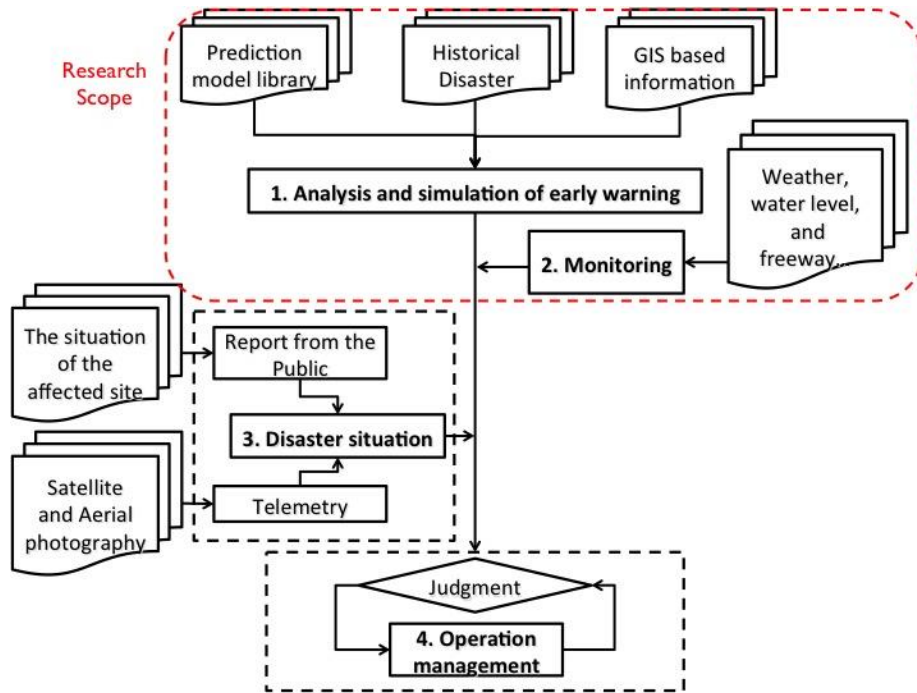 Research
Scope
Prediction
model library
Historical
Disaster
GIS based
information
1. Analysis and simulation of early warning
Weather,
water level,
and
freeway...
2. Monitoring
The situation
of the
affected site
Report from the
Public
3. Disaster situation
Satellite
and Aerial
photography
Telemetry
Judgment
4. Operation
management